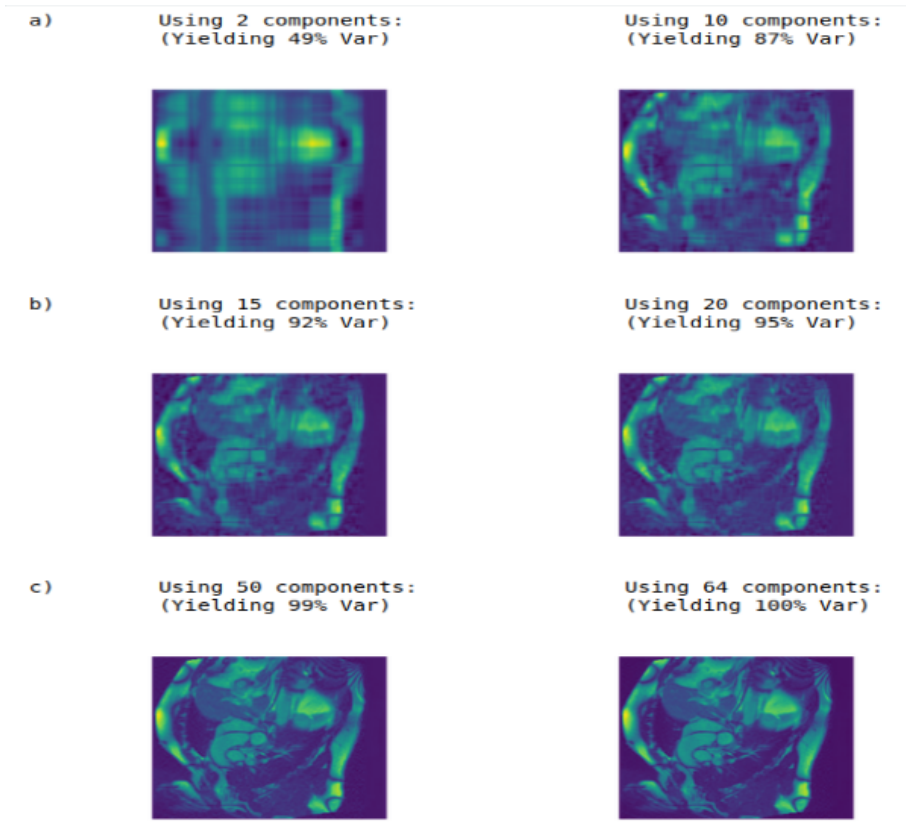 a) Using 2 components: Using 10 components:
(Yielding 49% Var) (Yielding 87% Var)
b) Using 15 components: Using 20 components:
(Yielding 92% Var) (Yielding 95% Var)
c) Using 50 components: Using 64 components:
(Yielding 99% Var) (Yielding 100% Var)